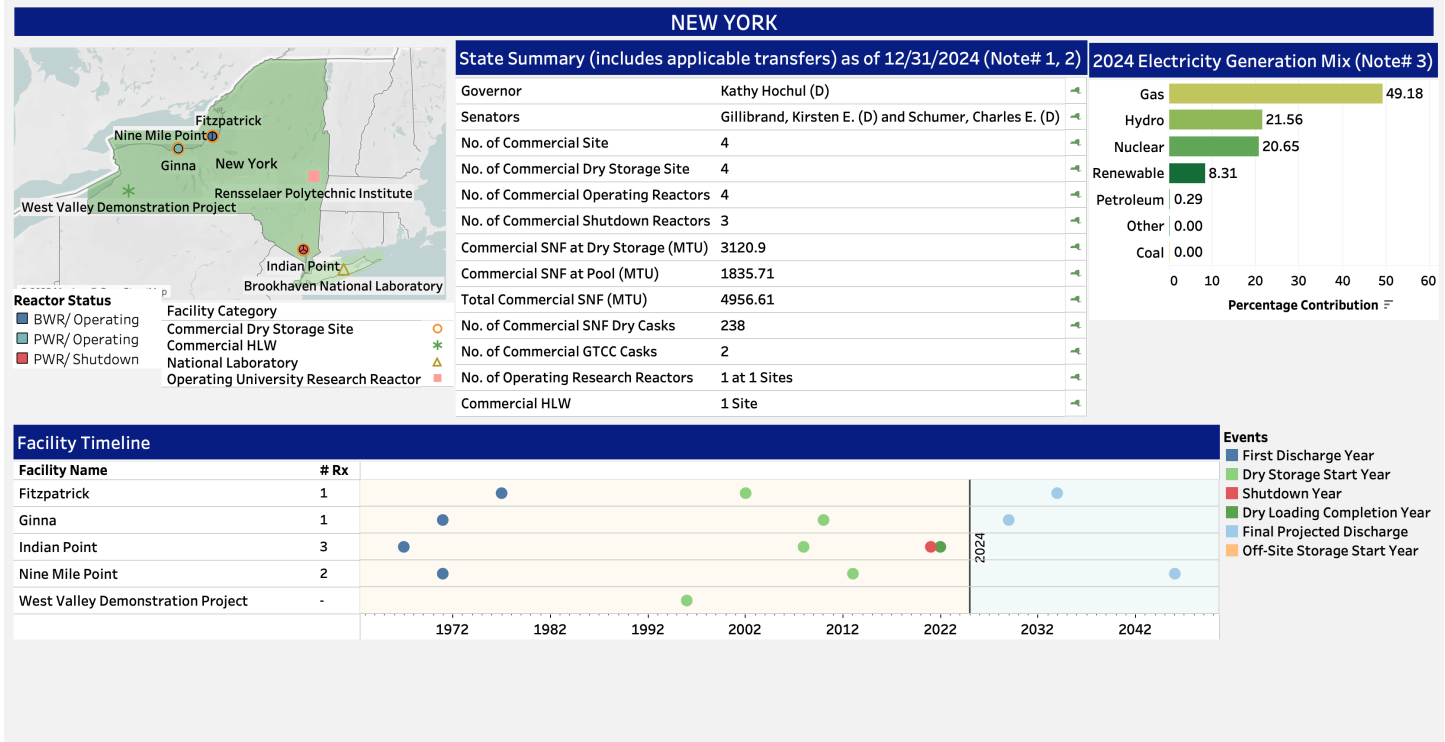 NEW YORK
Fitzpatrick
Nine Mile Point
Ginna
New York
Rensselaer Polytechnic Institute
West Valley Demonstration Project
Indian Point
Brookhaven National Laboratory
Reactor Status
BWR/ Operating
PWR/ Operating
PWR/ Shutdown
Facility Category
Commercial Dry Storage Site
Commercial HLW
National Laboratory
Operating University Research Reactor
State Summary (includes applicable transfers) as of 12/31/2024 (Note# 1, 2)
Governor Kathy Hochul (D)
Senators Gillibrand, Kirsten E. (D) and Schumer, Charles E. (D)
No. of Commercial Site 4
No. of Commercial Dry Storage Site 4
No. of Commercial Operating Reactors 4
No. of Commercial Shutdown Reactors 3
Commercial SNF at Dry Storage (MTU) 3120.9
Commercial SNF at Pool (MTU) 1835.71
Total Commercial SNF (MTU) 4956.61
No. of Commercial SNF Dry Casks 238
No. of Commercial GTCC Casks 2
No. of Operating Research Reactors 1 at 1 Sites
Commercial HLW 1 Site
2024 Electricity Generation Mix (Note# 3)
Gas 49.18
Hydro 21.56
Nuclear 20.65
Renewable 8.31
Petroleum 0.29
Other 0.00
Coal 0.00
0 10 20 30 40 50 60
Percentage Contribution
Facility Timeline
Facility Name # Rx
Fitzpatrick 1
Ginna 1
Indian Point 3
Nine Mile Point 2
West Valley Demonstration Project -
2024
1972 1982 1992 2002 2012 2022 2032 2042
Events
First Discharge Year
Dry Storage Start Year
Shutdown Year
Dry Loading Completion Year
Final Projected Discharge
Off-Site Storage Start Year